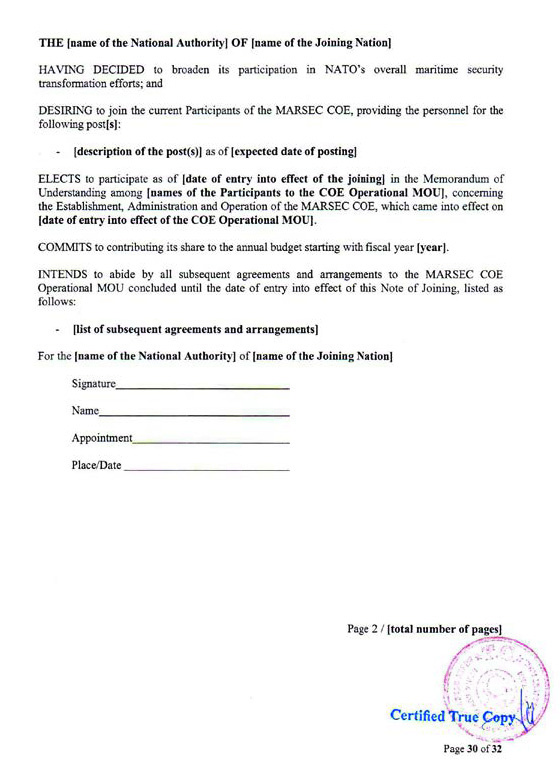 THE [name of the National Authority] OF [name of the Joining Nation]
HAVING DECIDED to broaden its participation in NATO's overall maritime security
transformation efforts; and
DESIRING to join the current Participants of the MARSEC COE, providing the personnel for the
following post[s]:
- [description of the post(s)] as of [expected date of posting]
ELECTS to participate as of [date of entry into effect of the joining] in the Memorandum of
Understanding among [names of the Participants to the COE Operational MOU], concerning
the Establishment, Administration and Operation of the MARSEC COE, which came into effect on
[date of entry into effect of the COE Operational MOU].
COMMITS to contributing its share to the annual budget starting with fiscal year [year].
INTENDS to abide by all subsequent agreements and arrangements to the MARSEC COE
Operational MOU concluded until the date of entry into effect of this Note of Joining, listed as
follows:
- [list of subsequent agreements and arrangements]
For the [name of the National Authority] of [name of the Joining Nation]
Signature
Name
Appointment
Place/Date
Page 2 / [total number of pages]
Certified True Copy
Page 30 of 32